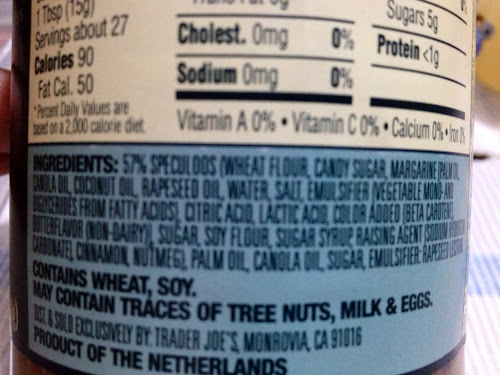 1 Tbsp (15g)
Servings about 27
Calories 90
Fat Cal. 50
*Percent Daily Values are
based on a 2,000 calorie diet.
Sugars 5g
Cholest. 0mg 0%
Protein <1g
Sodium 0mg 0%
Vitamin A 0% • Vitamin C 0% • Calcium 0% • Iron 0%
INGREDIENTS: 57% SPECULOOS (WHEAT FLOUR, CANDY SUGAR, MARGARINE [PALM OIL,
CANOLA OIL, COCONUT OIL, RAPESEED OIL, WATER, SALT, EMULSIFIER (VEGETABLE MONO- AND
DIGLYCERIDES FROM FATTY ACIDS), CITRIC ACID, LACTIC ACID, COLOR ADDED (BETA CAROTENE),
BUTTERFLAVOR (NON-DAIRY)], SUGAR, SOY FLOUR, SUGAR SYRUP, RAISING AGENT (SODIUM HYDROGEN
CARBONATE), CINNAMON, NUTMEG), PALM OIL, CANOLA OIL, SUGAR, EMULSIFIER: RAPESEED LECITHIN,
CONTAINS WHEAT, SOY.
MAY CONTAIN TRACES OF TREE NUTS, MILK & EGGS.
DIST. & SOLD EXCLUSIVELY BY: TRADER JOE'S, MONROVIA, CA 91016
PRODUCT OF THE NETHERLANDS